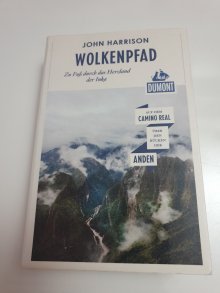 JOHN HARRISON
WOLKENPFAD
Zu Fuß durch das Herzland
der Inka
DUMONT
AUF DEM
CAMINO REAL
ÜBER DEN
RÜCKEN DER
ANDEN